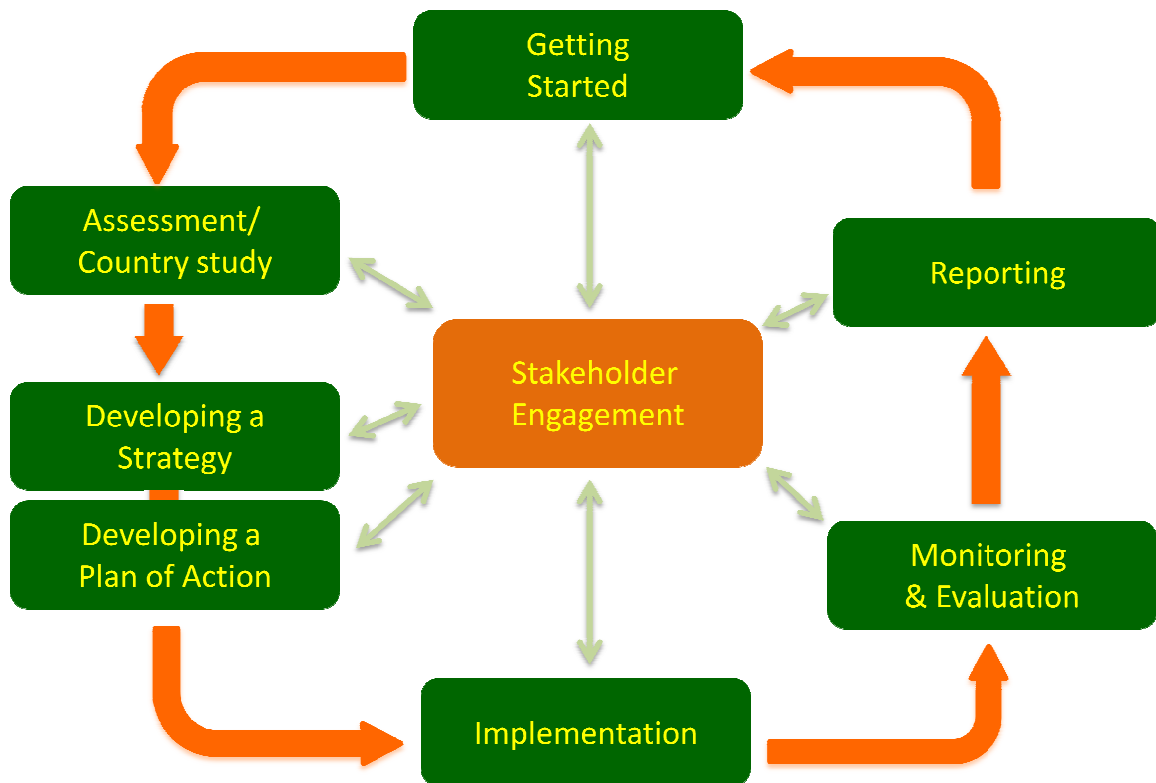 Getting
Started
Assessment/
Country study
Reporting
Stakeholder
Engagement
Developing a
Strategy
Developing a
Plan of Action
Monitoring
& Evaluation
Implementation